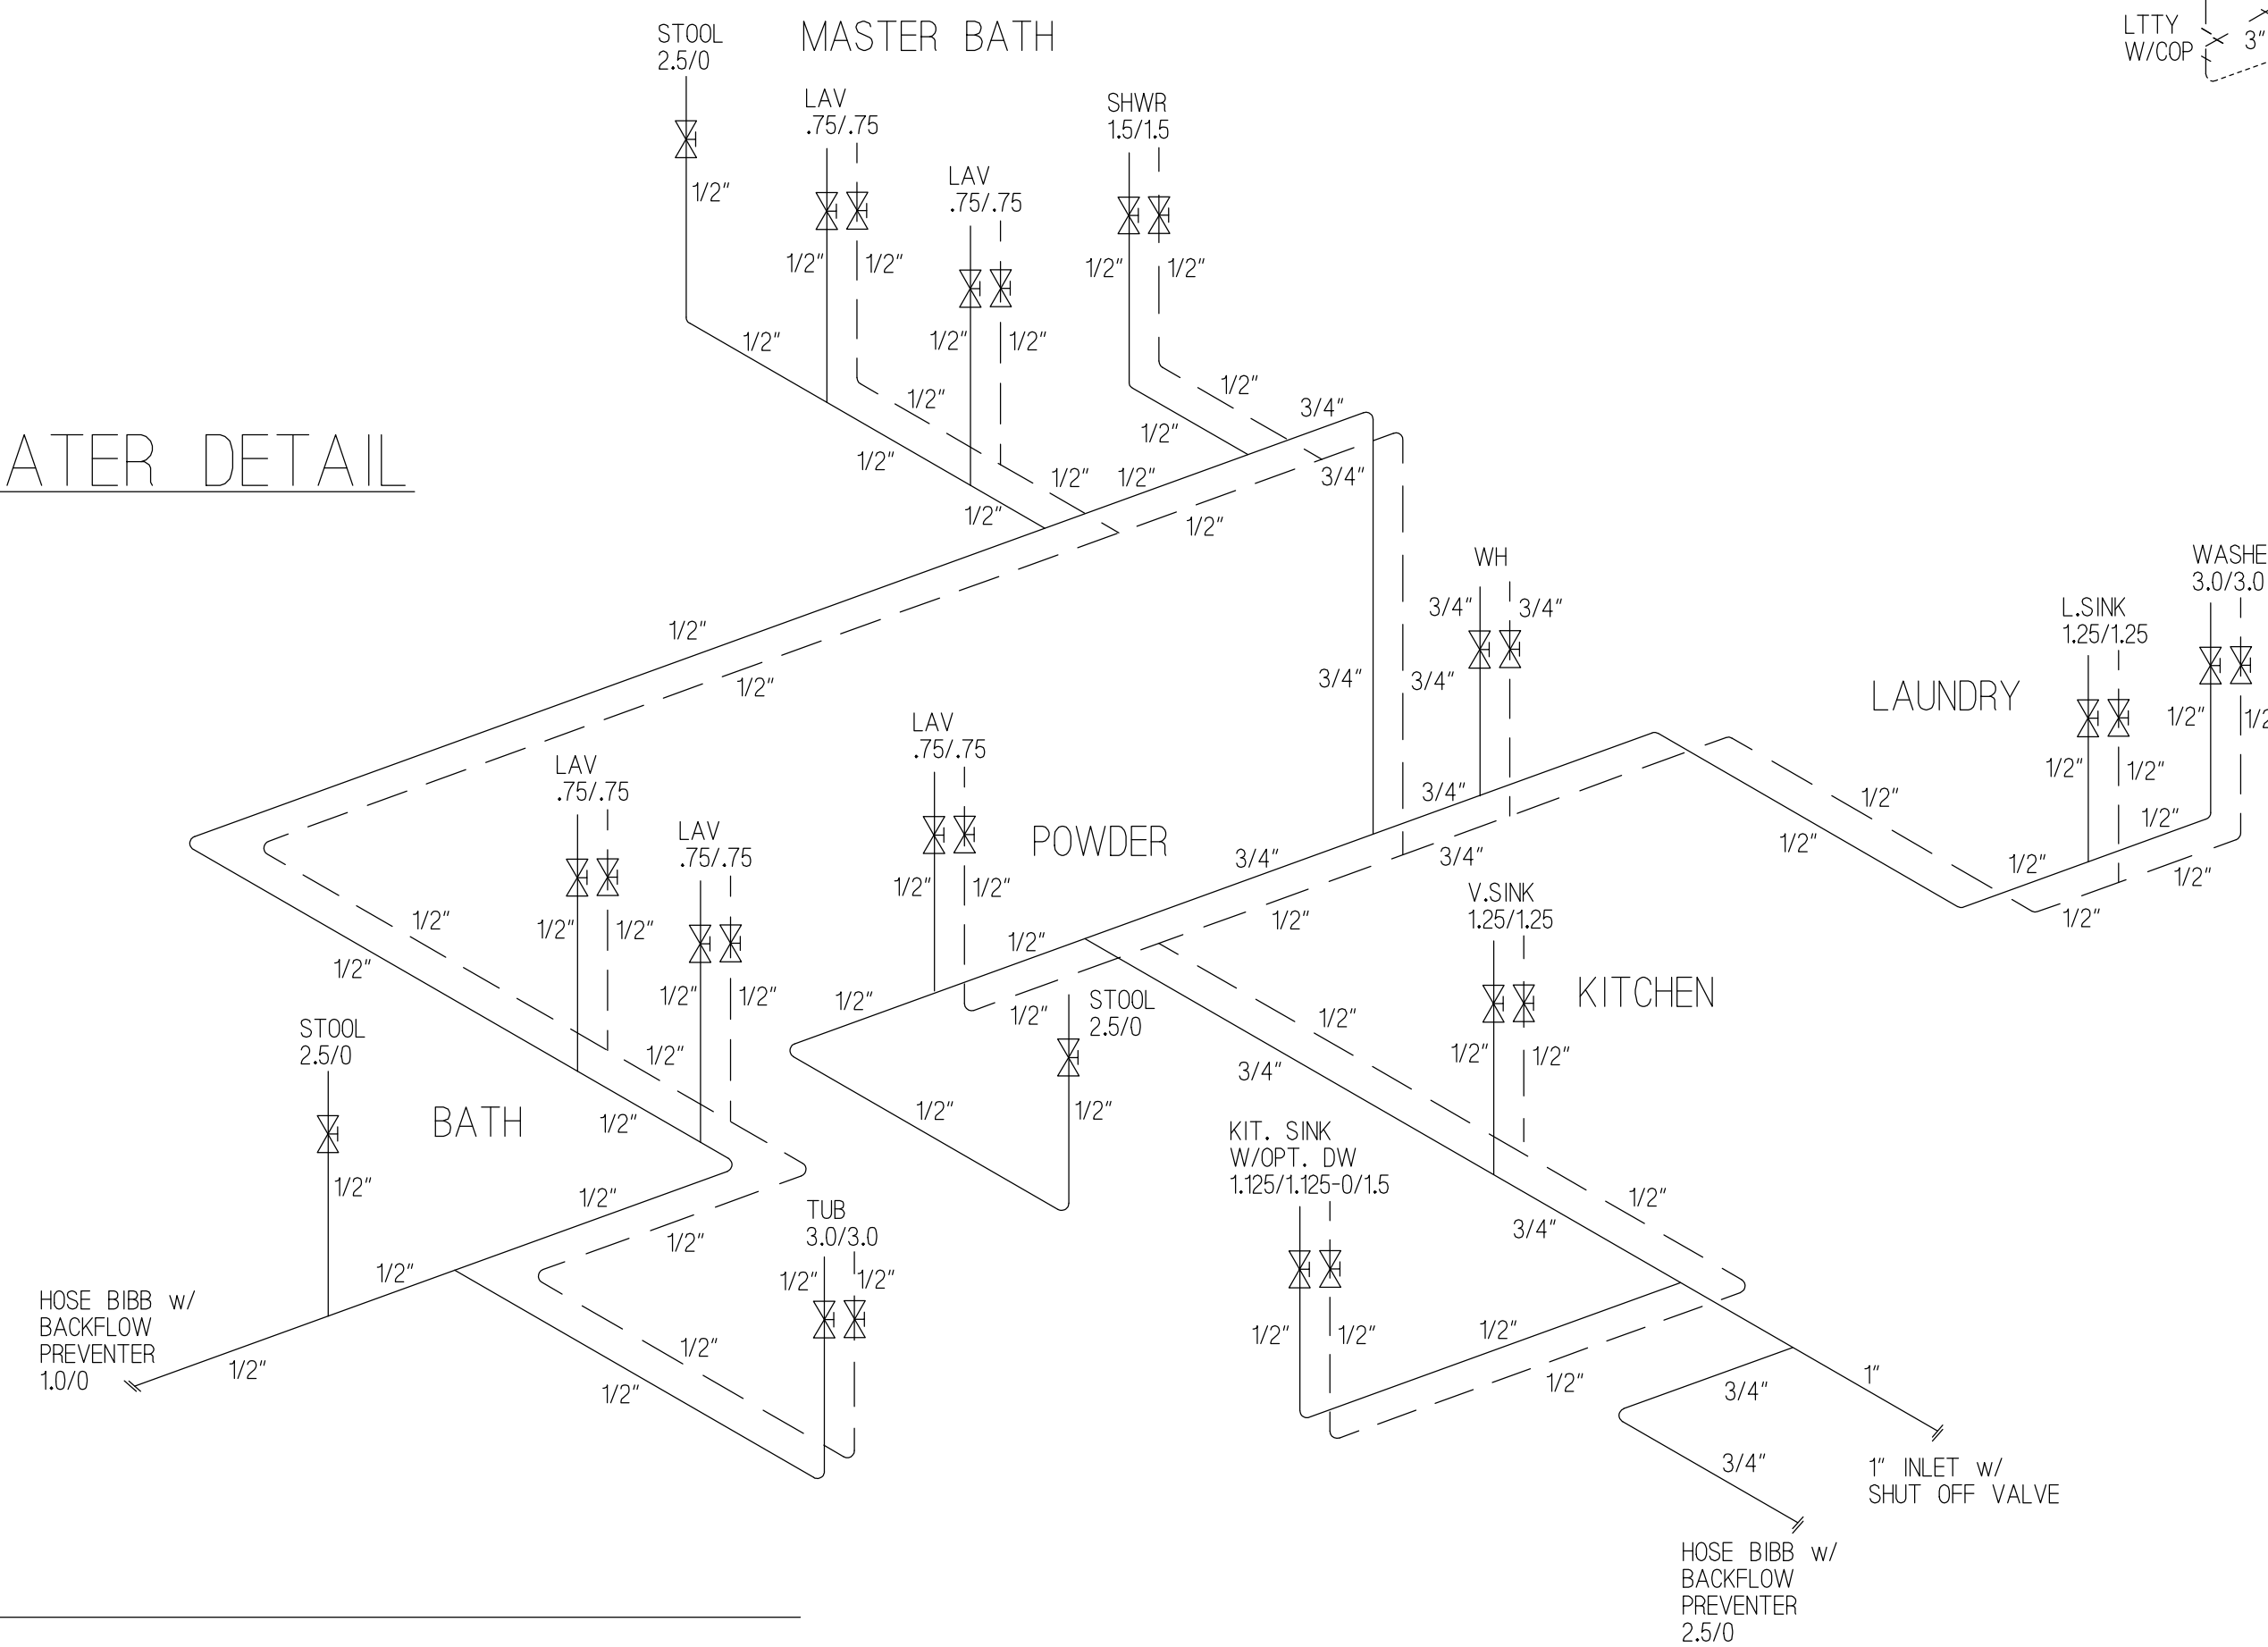 LTTY
W/COP
3"
MASTER BATH
STOOL
2.5/0
1/2"
LAV
.75/.75
1/2"
1/2"
LAV
.75/.75
1/2"
1/2"
SHWR
1.5/1.5
1/2"
1/2"
1/2"
1/2"
1/2"
1/2"
1/2"
1/2"
1/2"
3/4"
1/2"
3/4"
1/2"
1/2"
ATER DETAIL
1/2"
1/2"
3/4"
3/4"
WH
3/4"
3/4"
LAUNDRY
L.SINK
1.25/1.25
1/2"
1/2"
WASHE
3.0/3.0
1/2"
1/2
1/2"
1/2"
1/2"
1/2"
1/2"
1/2"
3/4"
3/4"
3/4"
1/2"
POWDER
LAV
.75/.75
1/2"
1/2"
1/2"
1/2"
1/2"
STOOL
2.5/0
1/2"
1/2"
LAV
.75/.75
1/2"
1/2"
LAV
.75/.75
1/2"
1/2"
1/2"
1/2"
1/2"
1/2"
BATH
STOOL
2.5/0
1/2"
1/2"
1/2"
1/2"
1/2"
HOSE BIBB w/
BACKFLOW
PREVENTER
1.0/0
TUB
3.0/3.0
1/2"
1/2"
1/2"
1/2"
KITCHEN
V.SINK
1.25/1.25
1/2"
1/2"
1/2"
3/4"
1/2"
3/4"
KIT. SINK
W/OPT. DW
1.125/1.125-0/1.5
1/2"
1/2"
1/2"
1/2"
1"
3/4"
3/4"
1" INLET w/
SHUT OFF VALVE
HOSE BIBB w/
BACKFLOW
PREVENTER
2.5/0